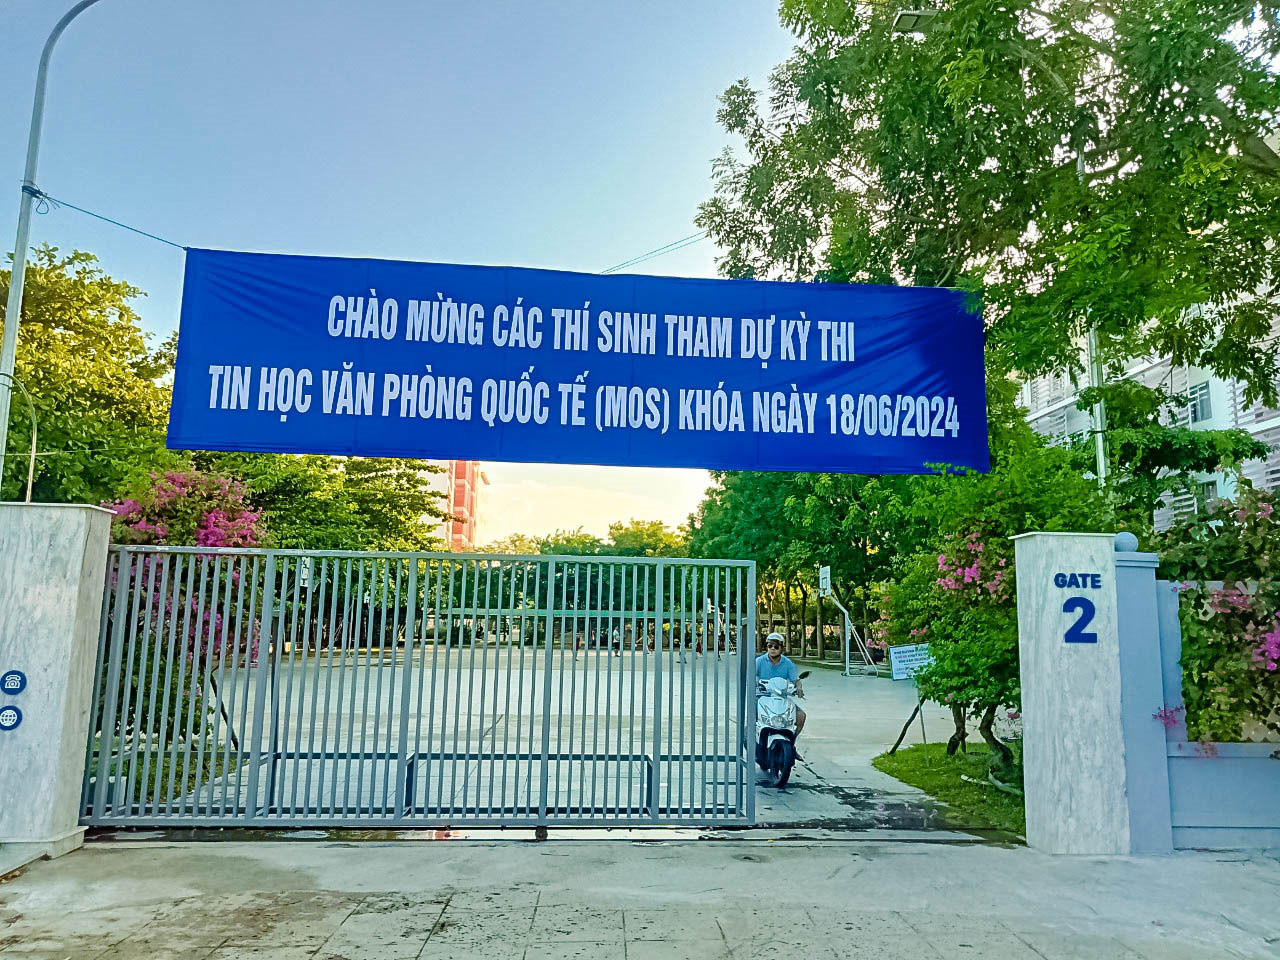 CHÀO MỪNG CÁC THÍ SINH THAM DỰ KỲ THI
TIN HỌC VĂN PHÒNG QUỐC TẾ (MOS) KHÓA NGÀY 18/06/2024
GATE
2